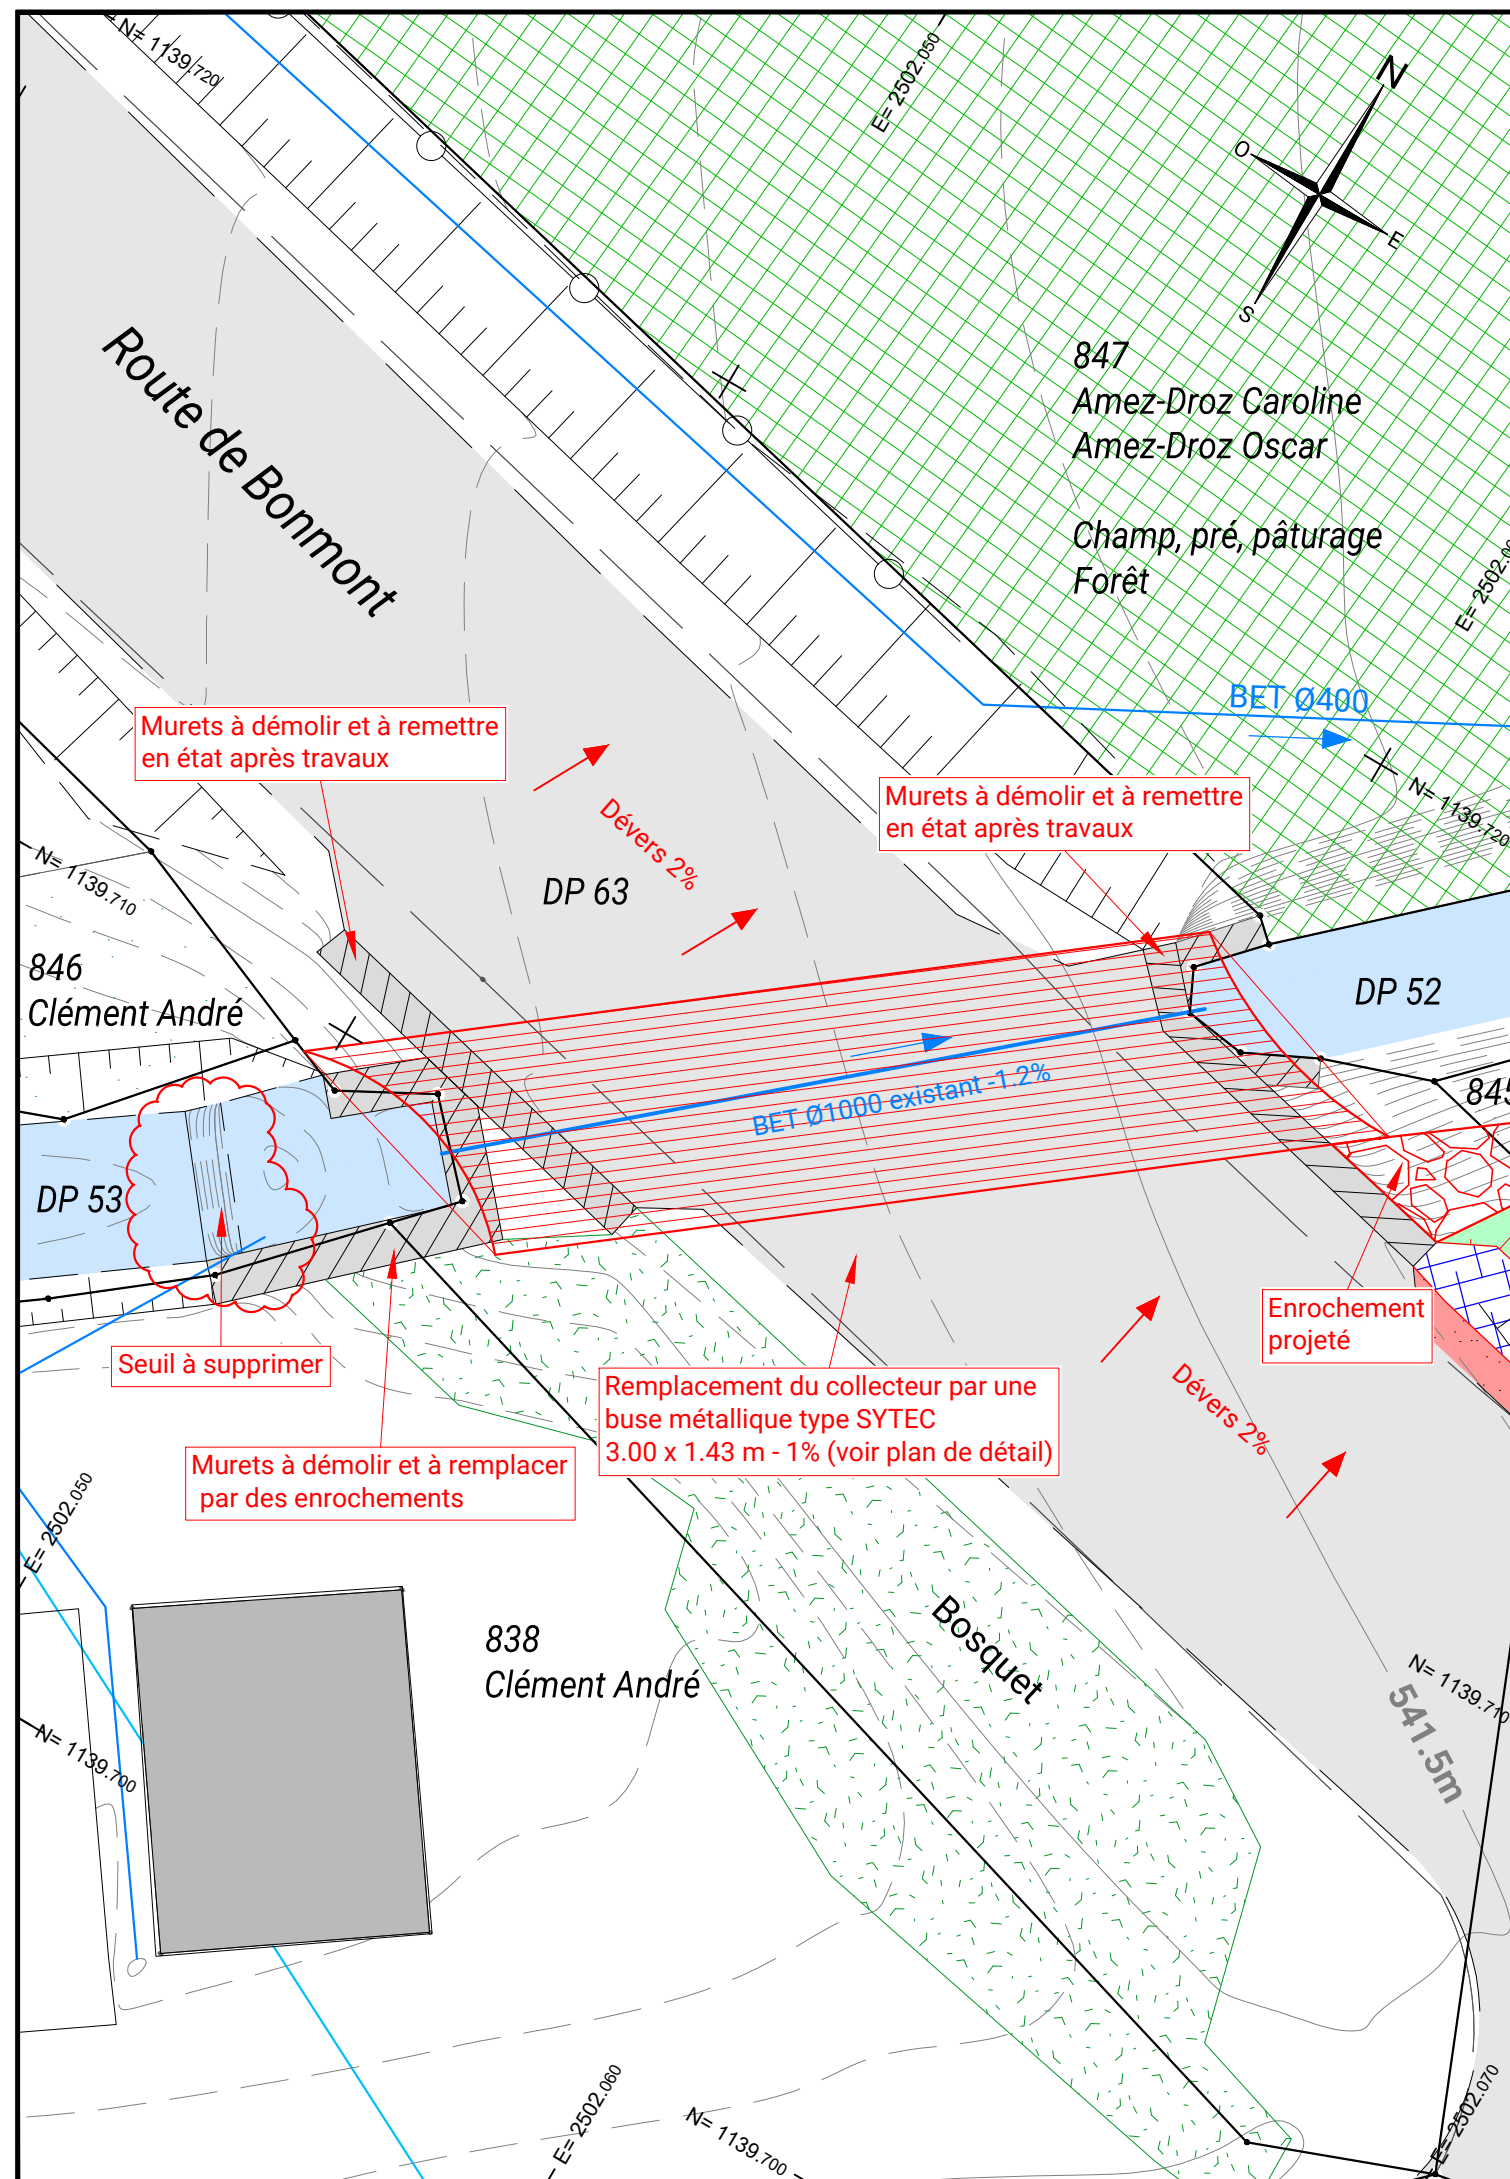 N= 1139.720
E= 2502.050
N
O
E
S
Route de Bonmont
847
Amez-Droz Caroline
Amez-Droz Oscar
Champ, pré, pâturage
Forêt
BET Ø400
Murets à démolir et à remettre
en état après travaux
Dévers 2%
Murets à démolir et à remettre
en état après travaux
N= 1139.720
DP 63
N= 1139.710
846
Clément André
DP 52
BET Ø1000 existant -1.2%
845
DP 53
Seuil à supprimer
Enrochement
projeté
Remplacement du collecteur par une
buse métallique type SYTEC
3.00 x 1.43 m - 1% (voir plan de détail)
Dévers 2%
Murets à démolir et à remplacer
par des enrochements
E= 2502.050
Bosquet
838
Clément André
N= 1139.710
541.5m
N= 1139.700
E= 2502.060
N= 1139.700
E= 2502.070